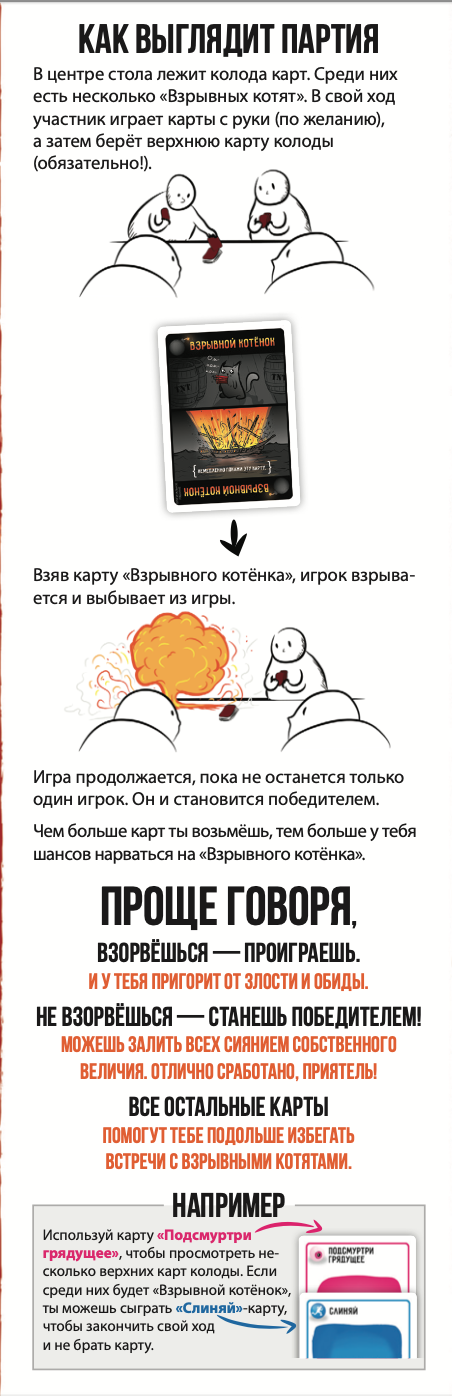 КАК ВЫГЛЯДИТ ПАРТИЯ
В центре стола лежит колода карт. Среди них
есть несколько «Взрывных котят». В свой ход
участник играет карты с руки (по желанию),
а затем берёт верхнюю карту колоды
(обязательно!).
ВЗРЫВНОЙ КОТЁНОК
TNT
ВЗРЫВНОЙ КОТЁНОК
Взяв карту «Взрывного котёнка», игрок взрыва-
ется и выбывает из игры.
Игра продолжается, пока не останется только
один игрок. Он и становится победителем.
Чем больше карт ты возьмёшь, тем больше у тебя
шансов нарваться на «Взрывного котёнка».
ПРОЩЕ ГОВОРЯ,
ВЗОРВЁШЬСЯ — ПРОИГРАЕШЬ.
И У ТЕБЯ ПРИГОРИТ ОТ ЗЛОСТИ И ОБИДЫ.
НЕ ВЗОРВЁШЬСЯ — СТАНЕШЬ ПОБЕДИТЕЛЕМ!
МОЖЕШЬ ЗАЛИТЬ ВСЕХ СИЯНИЕМ СОБСТВЕННОГО
ВЕЛИЧИЯ. ОТЛИЧНО СРАБОТАНО, ПРИЯТЕЛЬ!
ВСЕ ОСТАЛЬНЫЕ КАРТЫ
ПОМОГУТ ТЕБЕ ПОДОЛЬШЕ ИЗБЕГАТЬ
ВСТРЕЧИ С ВЗРЫВНЫМИ КОТЯТАМИ.
НАПРИМЕР
Используй карту «Подсмуртри
грядущее», чтобы просмотреть не-
сколько верхних карт колоды. Если
среди них будет «Взрывной котёнок»,
ты можешь сыграть «Слиняй»-карту,
чтобы закончить свой ход
и не брать карту.
ПОДСМУРТРИ
ГРЯДУЩЕЕ
СЛИНЯЙ